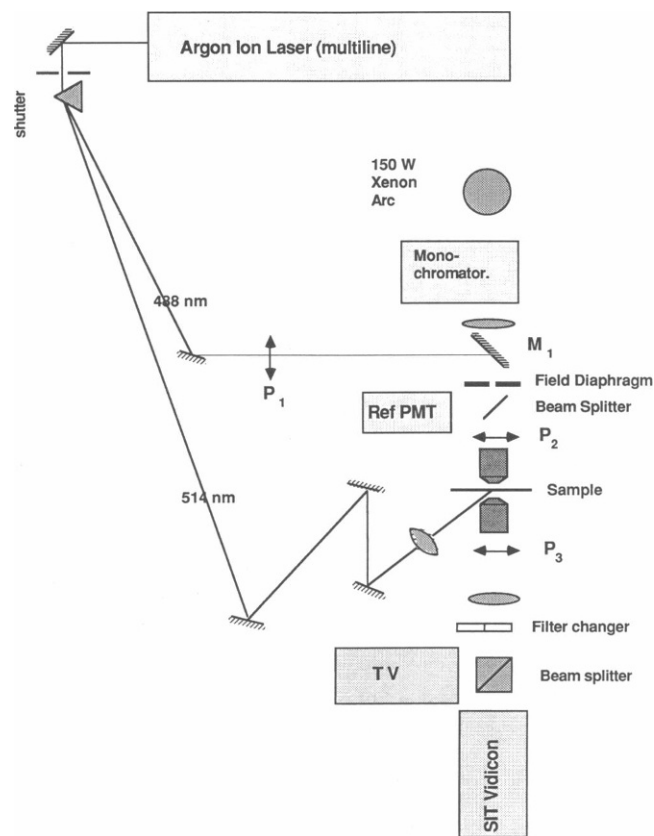 Argon Ion Laser (multiline)
shutter
150 W
Xenon
Arc
Mono-
chromator.
488 nm
M 1
P 1
Field Diaphragm
Ref PMT
Beam Splitter
P 2
514 nm
Sample
P 3
Filter changer
TV
Beam splitter
SIT Vidicon